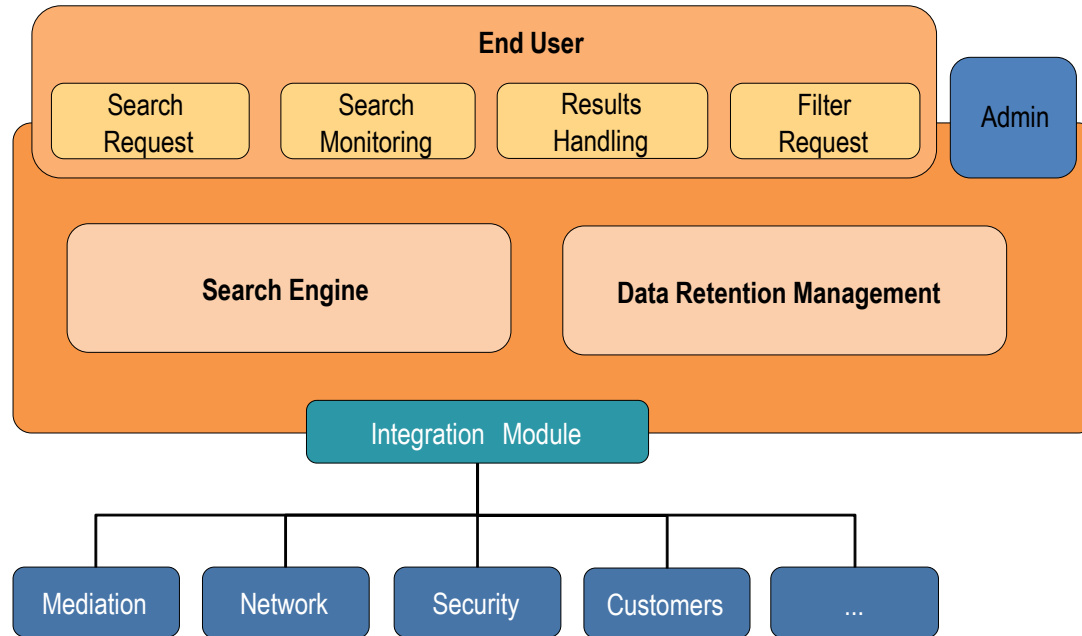 End User
Search
Request
Search
Monitoring
Results
Handling
Filter
Request
Admin
Search Engine
Data Retention Management
Integration Module
Mediation
Network
Security
Customers
...